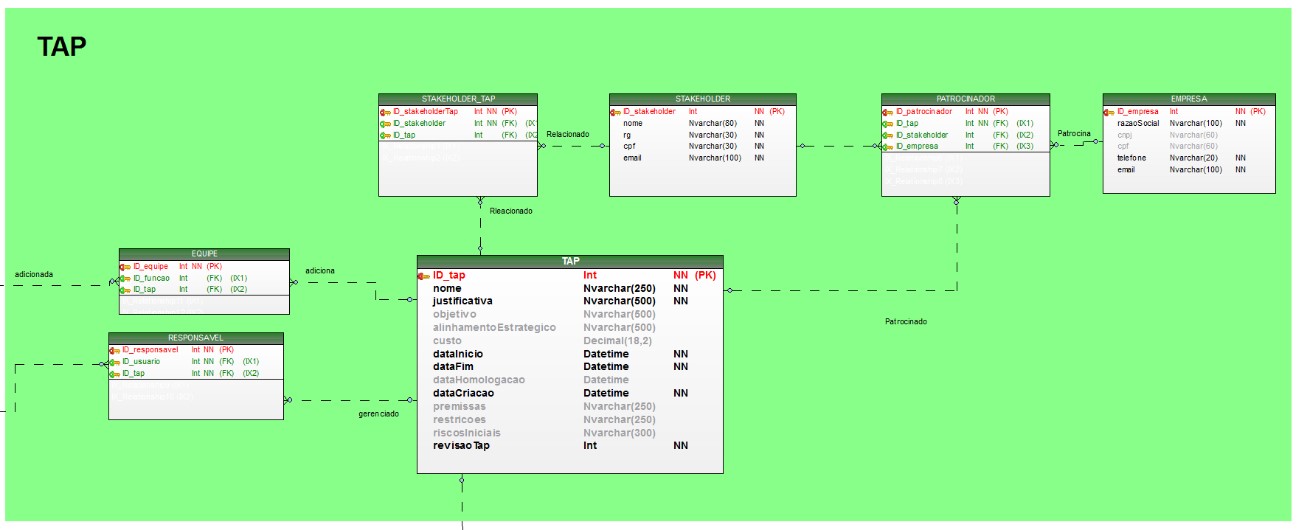 TAP
STAKEHOLDER_TAP
ID_stakeholderTap Int NN (PK)
ID_stakeholder Int NN (FK) (IX1
ID_tap Int (FK) (IX2
Relacionado
STAKEHOLDER
ID_stakeholder Int NN (PK)
nome Nvarchar(80) NN
rg Nvarchar(30) NN
cpf Nvarchar(30) NN
email Nvarchar(100) NN
PATROCINADOR
ID_patrocinador Int NN (PK)
ID_tap Int NN (FK) (IX1)
ID_stakeholder Int (FK) (IX2)
ID_empresa Int (FK) (IX3)
Patrocina
EMPRESA
ID_empresa Int NN (PK)
razaoSocial Nvarchar(100) NN
cnpj Nvarchar(60)
cpf Nvarchar(60)
telefone Nvarchar(20) NN
email Nvarchar(100) NN
Rleacionado
adicionada
EQUIPE
ID_equipe Int NN (PK)
ID_funcao Int (FK) (IX1)
ID_tap Int (FK) (IX2)
adiciona
RESPONSAVEL
ID_responsavel Int NN (PK)
ID_usuario Int NN (FK) (IX1)
ID_tap Int NN (FK) (IX2)
gerenciado
TAP
ID_tap Int NN (PK)
nome Nvarchar(250) NN
justificativa Nvarchar(500) NN
objetivo Nvarchar(500)
alinhamentoEstrategico Nvarchar(500)
custo Decimal(18,2)
dataInicio Datetime NN
dataFim Datetime NN
dataHomologacao Datetime
dataCriacao Datetime NN
premissas Nvarchar(250)
restricoes Nvarchar(250)
riscosIniciais Nvarchar(300)
revisaoTap Int NN
Patrocinado